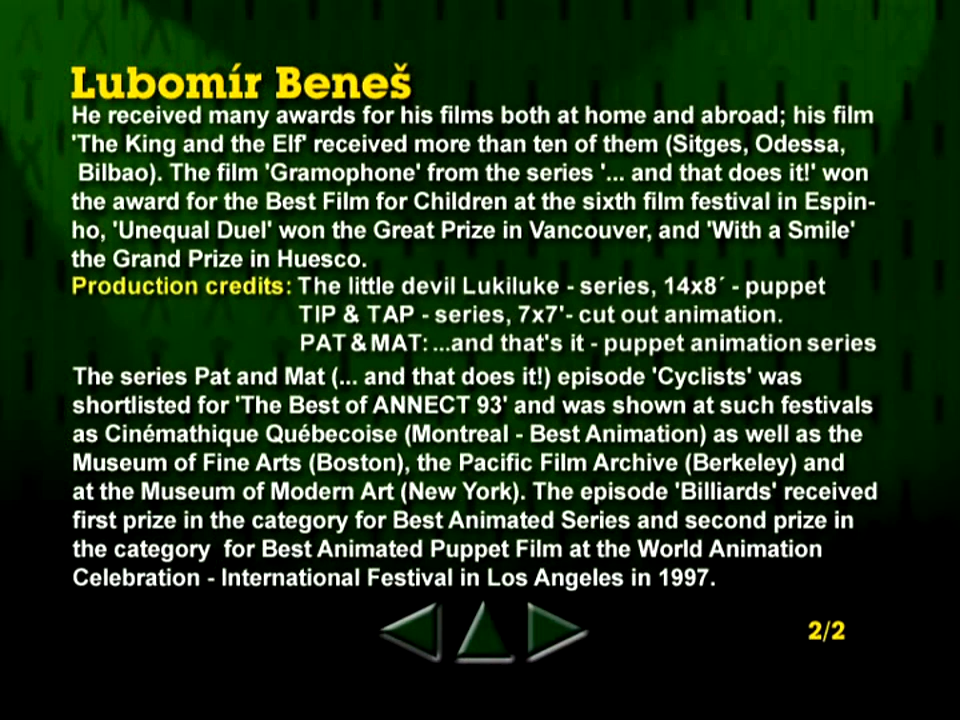 Lubomír Beneš
He received many awards for his films both at home and abroad; his film
'The King and the Elf' received more than ten of them (Sitges, Odessa,
Bilbao). The film 'Gramophone' from the series '... and that does it!' won
the award for the Best Film for Children at the sixth film festival in Espin-
ho, 'Unequal Duel' won the Great Prize in Vancouver, and 'With a Smile'
the Grand Prize in Huesco.
Production credits: The little devil Lukiluke - series, 14x8´ - puppet
TIP & TAP - series, 7x7'- cut out animation.
PAT & MAT: ...and that's it - puppet animation series
The series Pat and Mat (... and that does it!) episode 'Cyclists' was
shortlisted for 'The Best of ANNECT 93' and was shown at such festivals
as Cinémathique Québecoise (Montreal - Best Animation) as well as the
Museum of Fine Arts (Boston), the Pacific Film Archive (Berkeley) and
at the Museum of Modern Art (New York). The episode 'Billiards' received
first prize in the category for Best Animated Series and second prize in
the category  for Best Animated Puppet Film at the World Animation
Celebration - International Festival in Los Angeles in 1997.
2/2